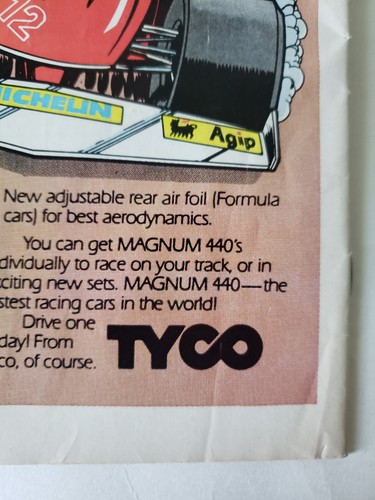 12
MICHELIN
Agip
New adjustable rear air foil (Formula
cars) for best aerodynamics.
You can get MAGNUM 440's
dividually to race on your track, or in
citing new sets. MAGNUM 440—the
stest racing cars in the world!
Drive one
day! From
co, of course.
TYCO